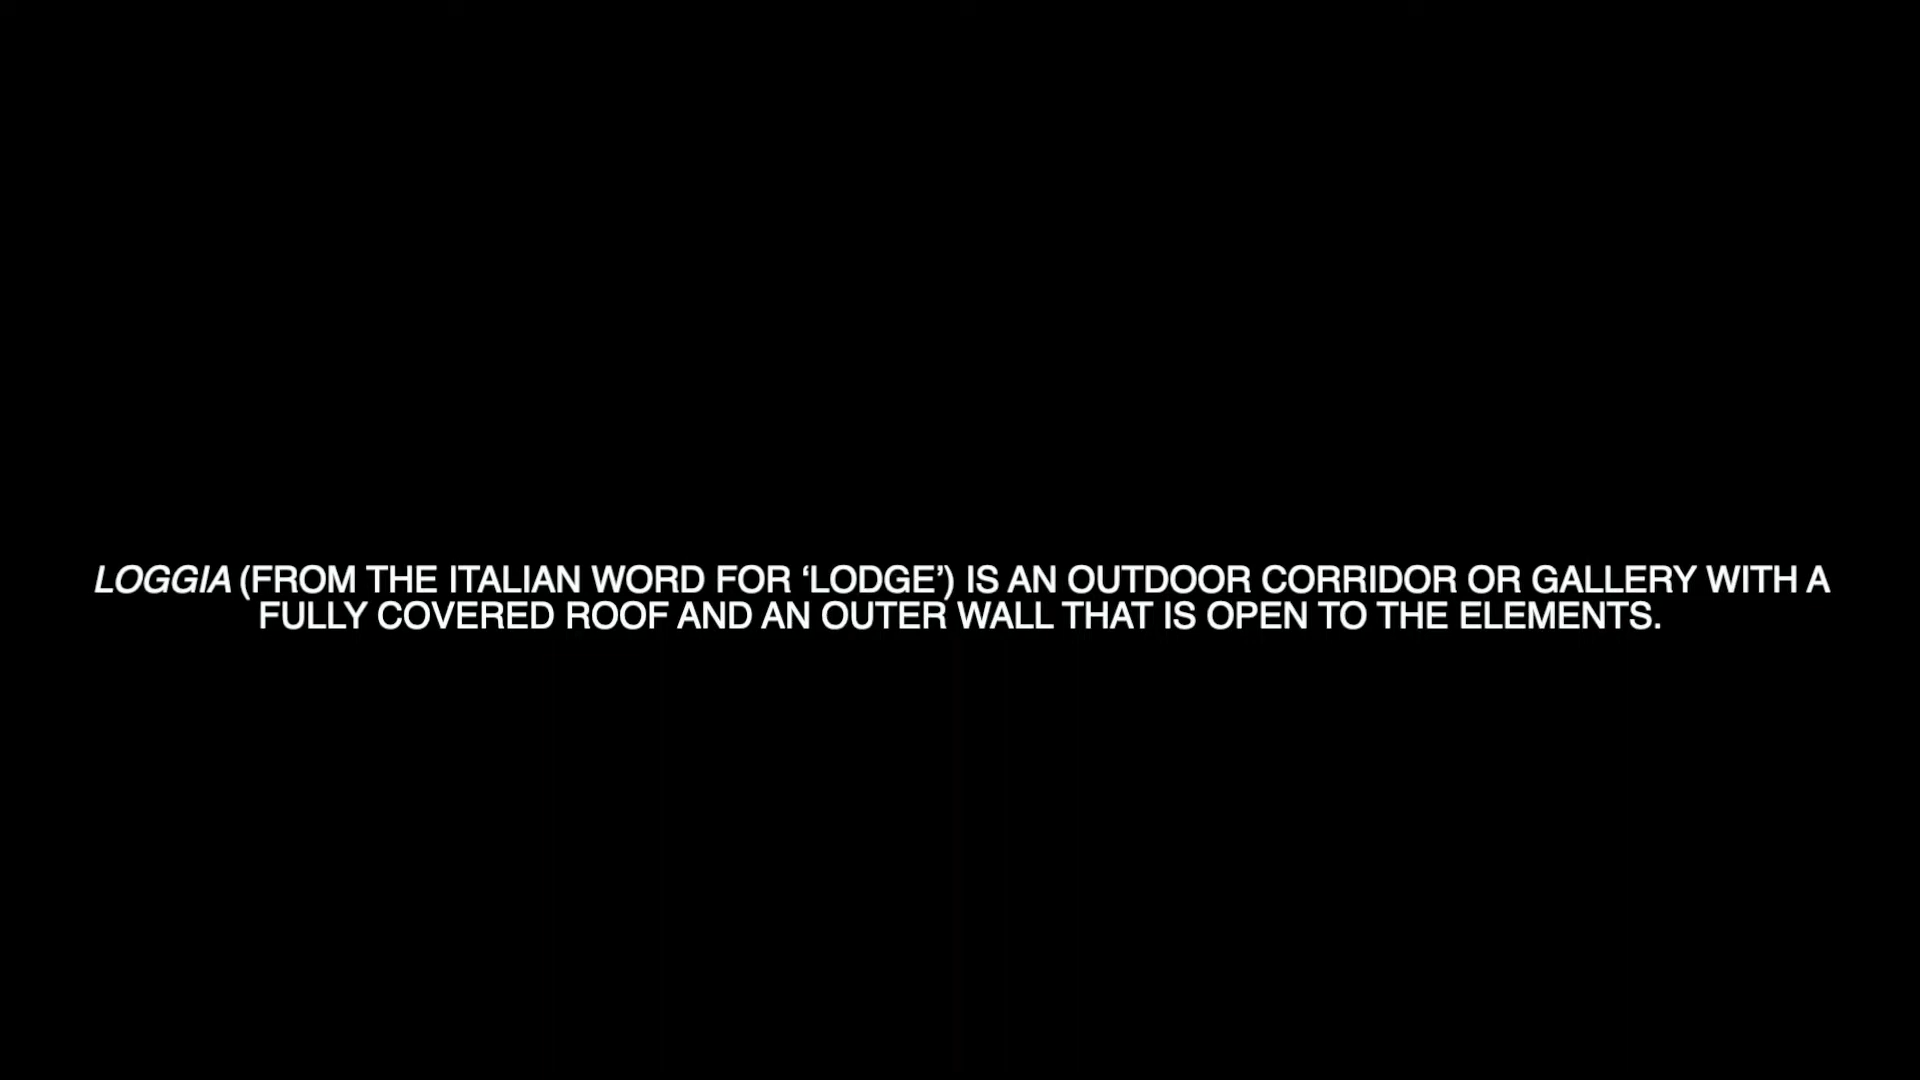 LOGGIA (FROM THE ITALIAN WORD FOR ‘LODGE’) IS AN OUTDOOR CORRIDOR OR GALLERY WITH A
FULLY COVERED ROOF AND AN OUTER WALL THAT IS OPEN TO THE ELEMENTS.